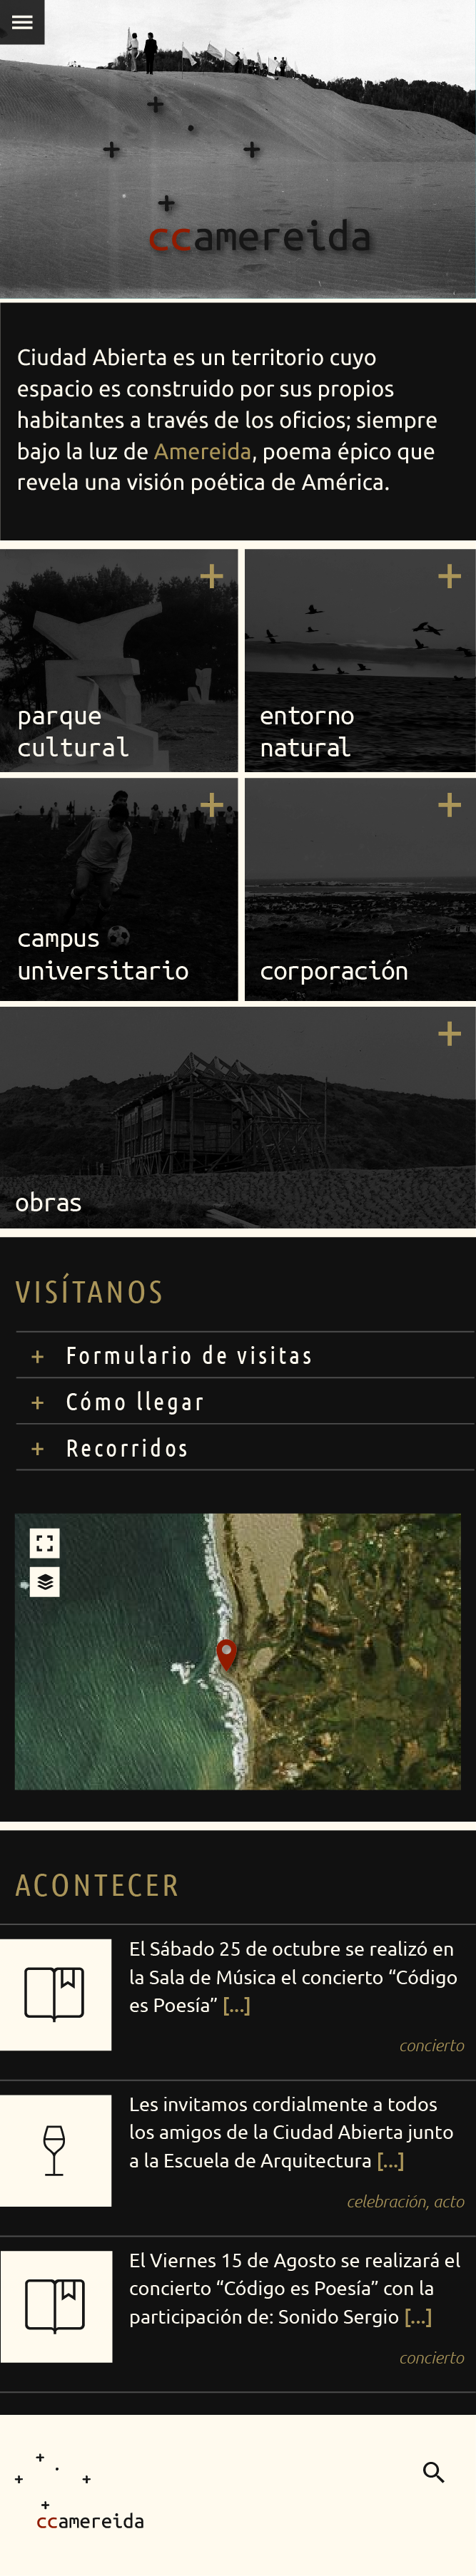 ccamereida
Ciudad Abierta es un territorio cuyo
espacio es construido por sus propios
habitantes a través de los oficios; siempre
bajo la luz de Amereida, poema épico que
revela una visión poética de América.
parque
cultural
entorno
natural
campus
universitario
corporación
obras
VISÍTANOS
+ Formulario de visitas
+ Cómo llegar
+ Recorridos
ACONTECER
El Sábado 25 de octubre se realizó en
la Sala de Música el concierto “Código
es Poesía” [...]
concierto
Les invitamos cordialmente a todos
los amigos de la Ciudad Abierta junto
a la Escuela de Arquitectura [...]
celebración, acto
El Viernes 15 de Agosto se realizará el
concierto “Código es Poesía” con la
participación de: Sonido Sergio [...]
concierto
ccamereida